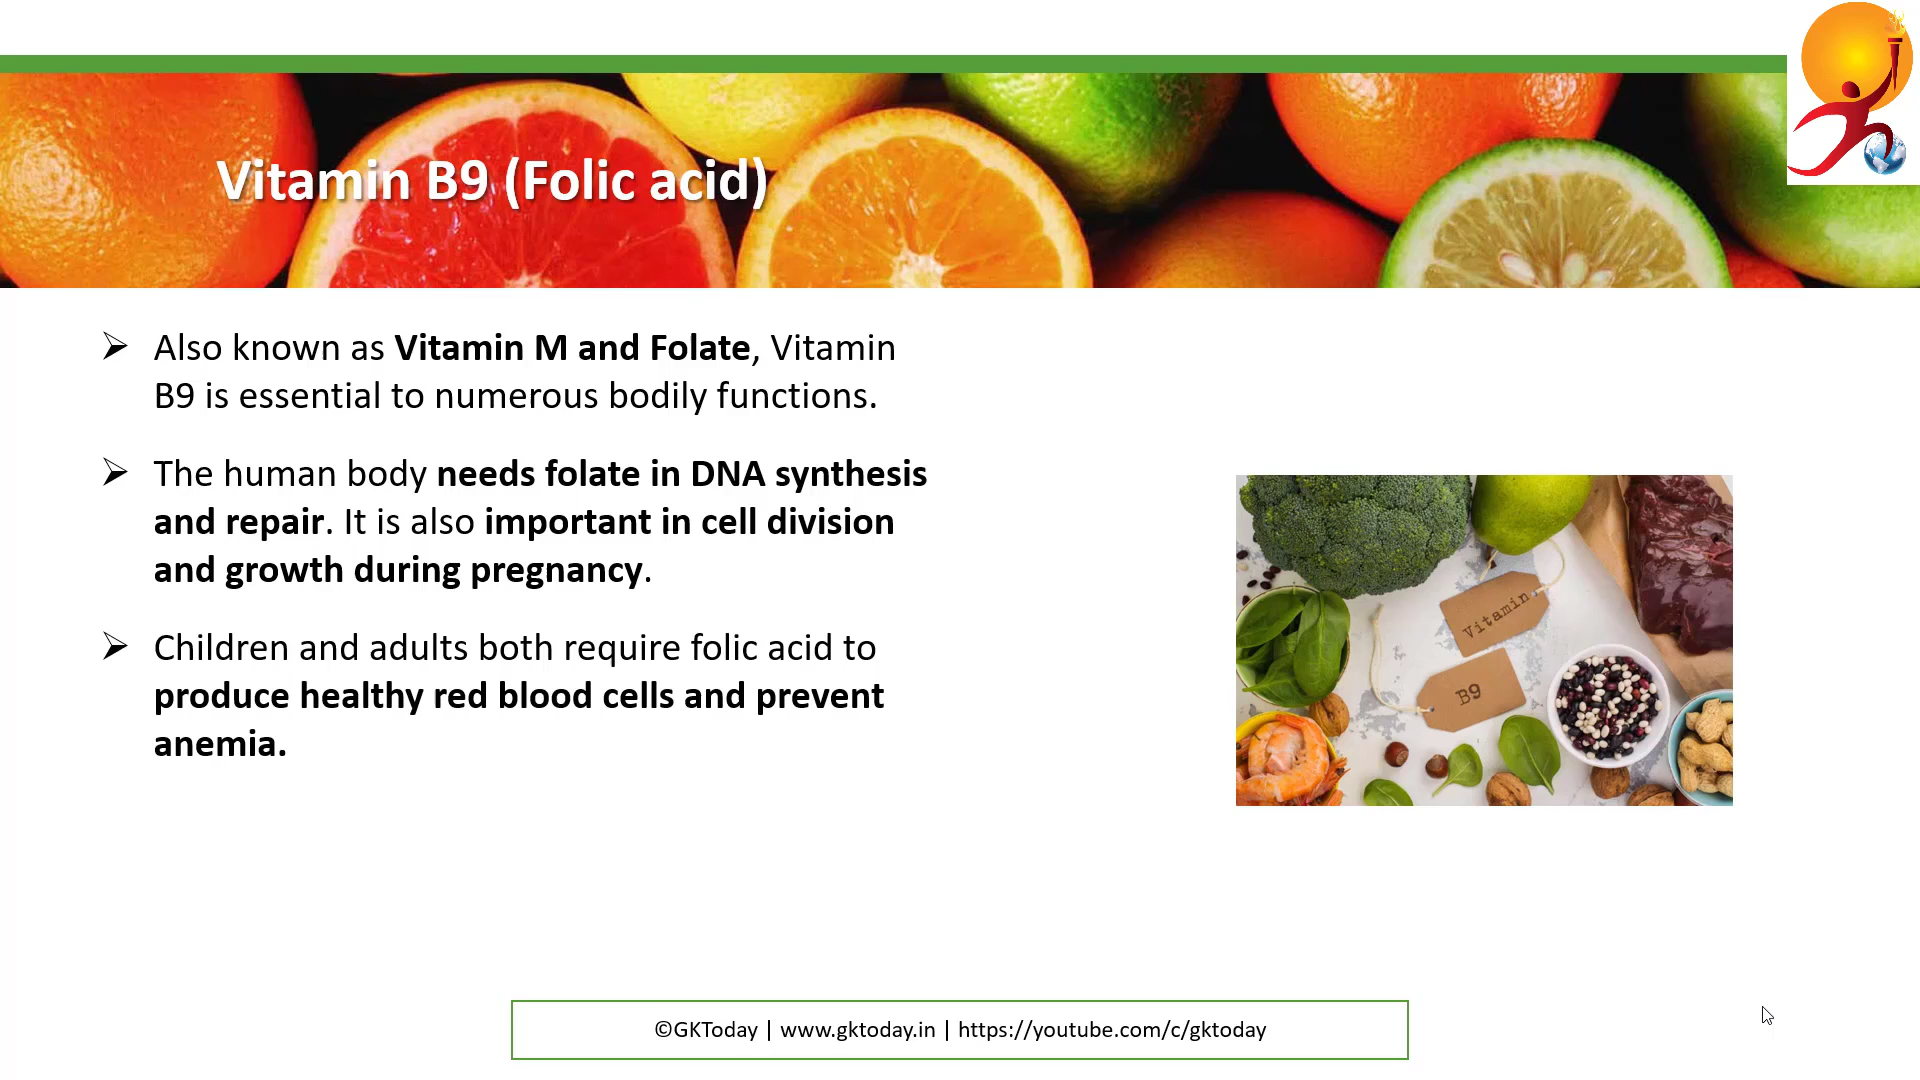 Vitamin B9 (Folic acid)
Also known as Vitamin M and Folate, Vitamin
B9 is essential to numerous bodily functions.
The human body needs folate in DNA synthesis
and repair. It is also important in cell division
and growth during pregnancy.
Children and adults both require folic acid to
produce healthy red blood cells and prevent
anemia.
Vitamin
B9
©GKToday | www.gktoday.in | https://youtube.com/c/gktoday